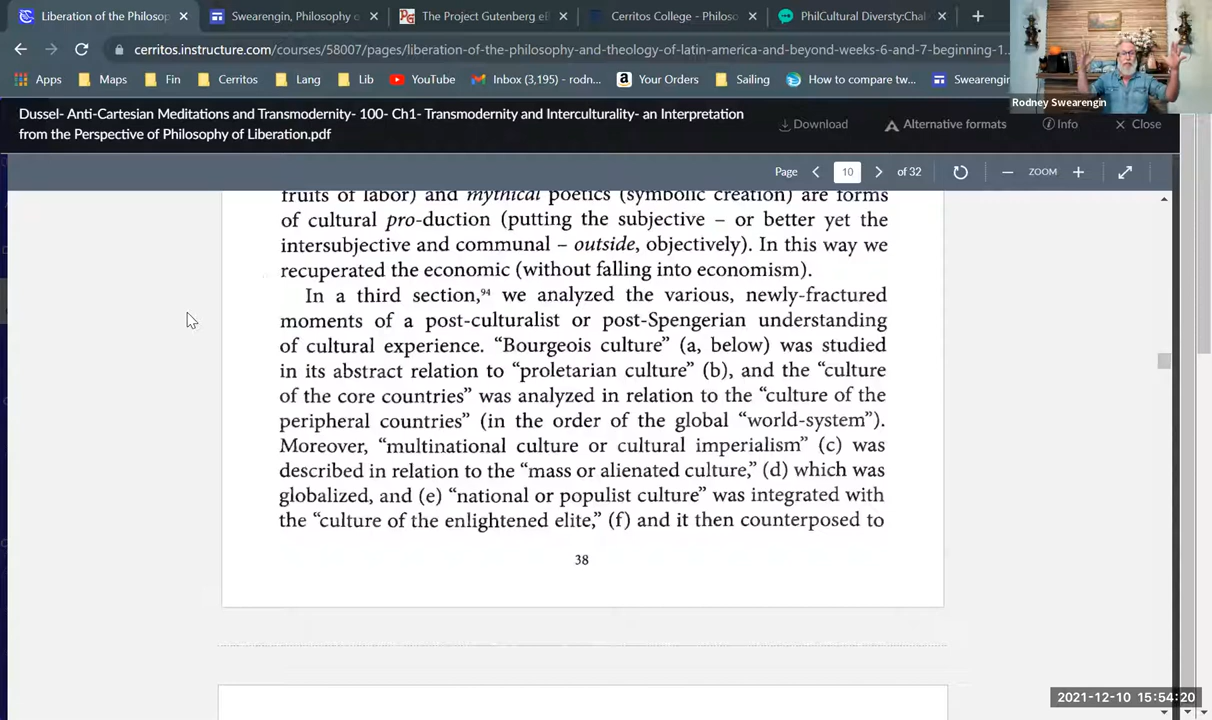 Liberation of the Philosop
Swearengin, Philosophy o
The Project Gutenberg eB
Cerritos College - Philoso
PhilCultural Diversty:Chal
cerritos.instructure.com/courses/58007/pages/liberation-of-the-philosophy-and-theology-of-latin-america-and-beyond-weeks-6-and-7-beginning-1...
Apps
Maps
Fin
Cerritos
Lang
Lib
YouTube
Inbox (3,195) - rodn...
Your Orders
Sailing
How to compare tw...
Swearengin
Rodney Swearengin
Dussel- Anti-Cartesian Meditations and Transmodernity- 100- Ch1- Transmodernity and Interculturality- an Interpretation
from the Perspective of Philosophy of Liberation.pdf
Download
Alternative formats
Info
Close
Page
10
of 32
ZOOM
fruits of labor) and mythical poetics (symbolic creation) are forms
of cultural pro-duction (putting the subjective – or better yet the
intersubjective and communal – outside, objectively). In this way we
recuperated the economic (without falling into economism).
In a third section,94 we analyzed the various, newly-fractured
moments of a post-culturalist or post-Spengerian understanding
of cultural experience. “Bourgeois culture” (a, below) was studied
in its abstract relation to “proletarian culture” (b), and the “culture
of the core countries” was analyzed in relation to the “culture of the
peripheral countries” (in the order of the global “world-system”).
Moreover, “multinational culture or cultural imperialism” (c) was
described in relation to the “mass or alienated culture,” (d) which was
globalized, and (e) “national or populist culture” was integrated with
the “culture of the enlightened elite,” (f) and it then counterposed to
38
2021-12-10 15:54:20